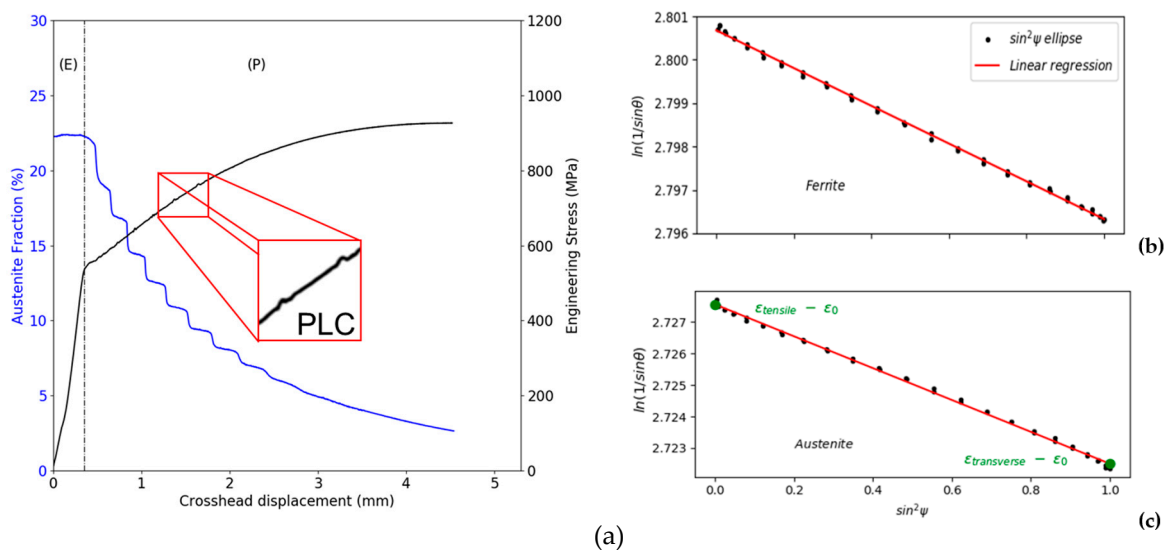 30
25
20
15
10
5
0
Austenite Fraction (%)
(E)
(P)
PLC
1200
1000
800
600
400
200
0
Engineering Stress (MPa)
0 1 2 3 4 5
Crosshead displacement (mm)
(a)
2.801
2.800
2.799
2.798
2.797
2.796
ln(1/sinθ)
sin²ψ ellipse
Linear regression
Ferrite
(b)
2.727
2.726
2.725
2.724
2.723
ln(1/sinθ)
ε_tensile − ε₀
Austenite
ε_transverse − ε₀
0.0 0.2 0.4 0.6 0.8 1.0
sin²ψ
(c)